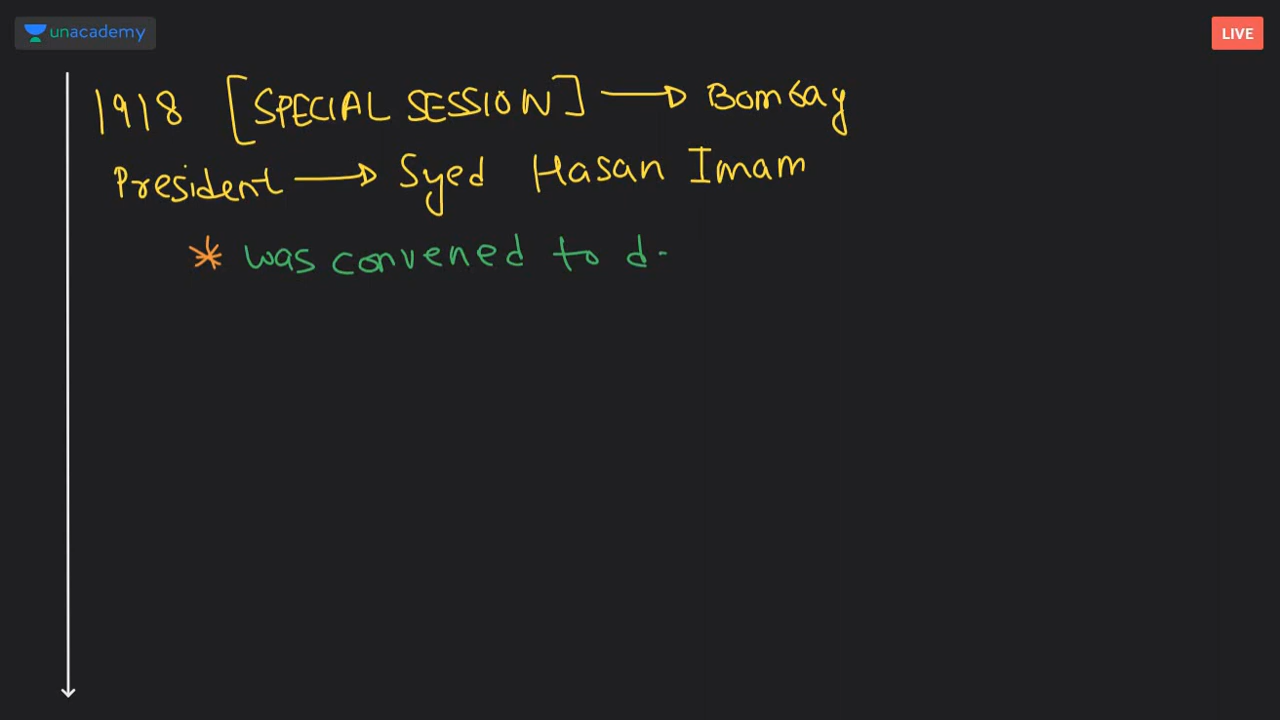 unacademy
LIVE
1918 [SPECIAL SESSION] → Bombay
President → Syed Hasan Imam
* was convened to d